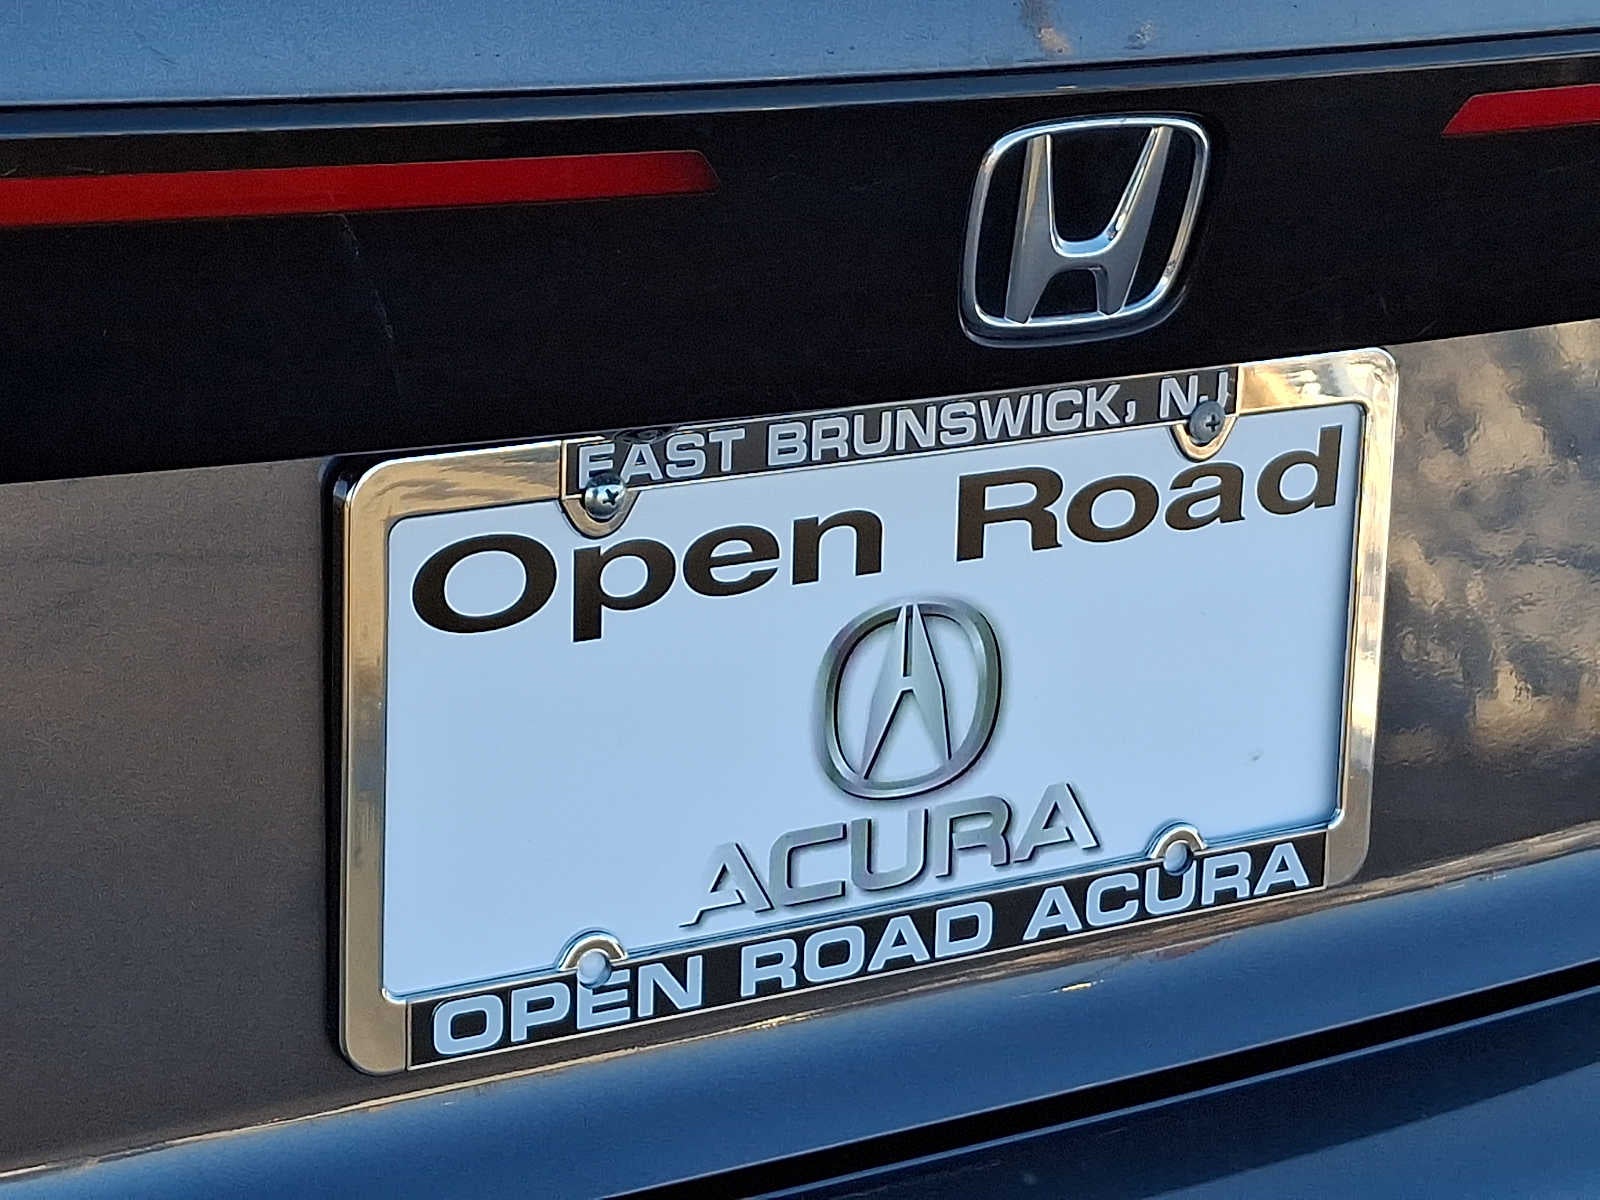 EAST BRUNSWICK, NJ
Open Road
ACURA
OPEN ROAD ACURA